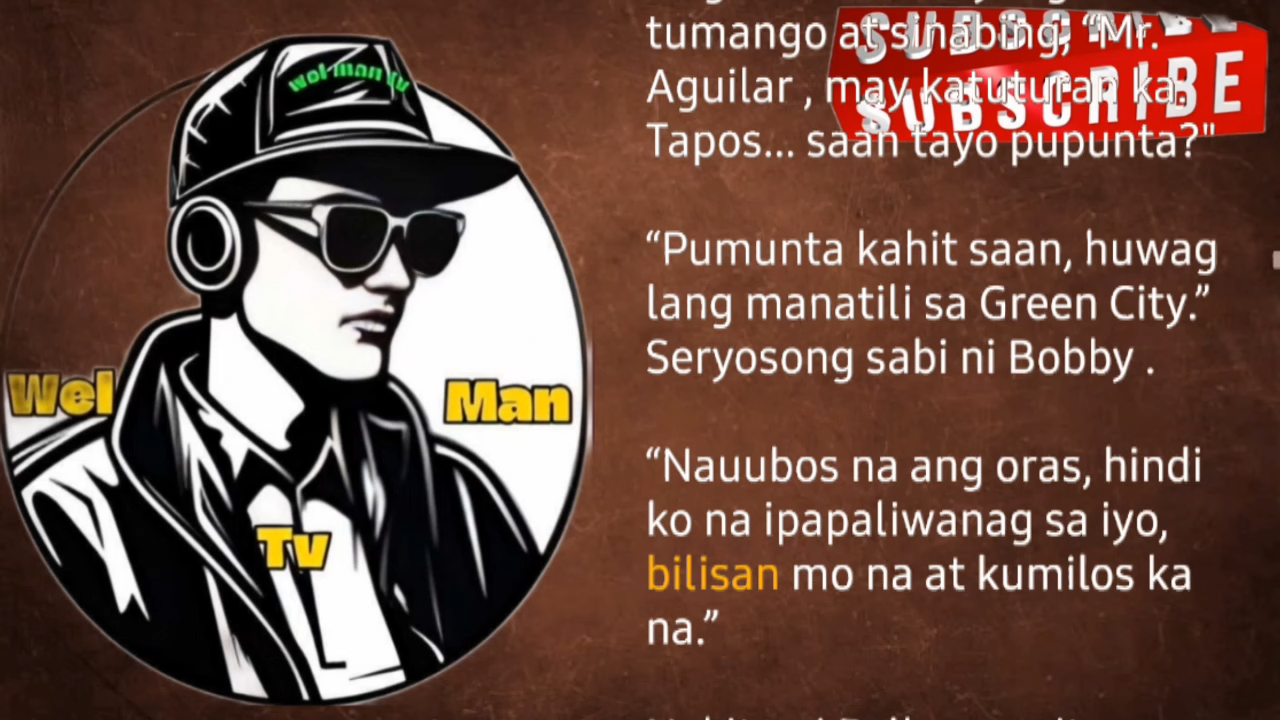 wel man tv
Wel
Man
Tv
SUBSCRIBE
SUBSCRIBE
tumango at sinabing, “Mr.
Aguilar , may katuturan ka.
Tapos... saan tayo pupunta?"
“Pumunta kahit saan, huwag
lang manatili sa Green City.”
Seryosong sabi ni Bobby .
“Nauubos na ang oras, hindi
ko na ipapaliwanag sa iyo,
bilisan mo na at kumilos ka
na.”